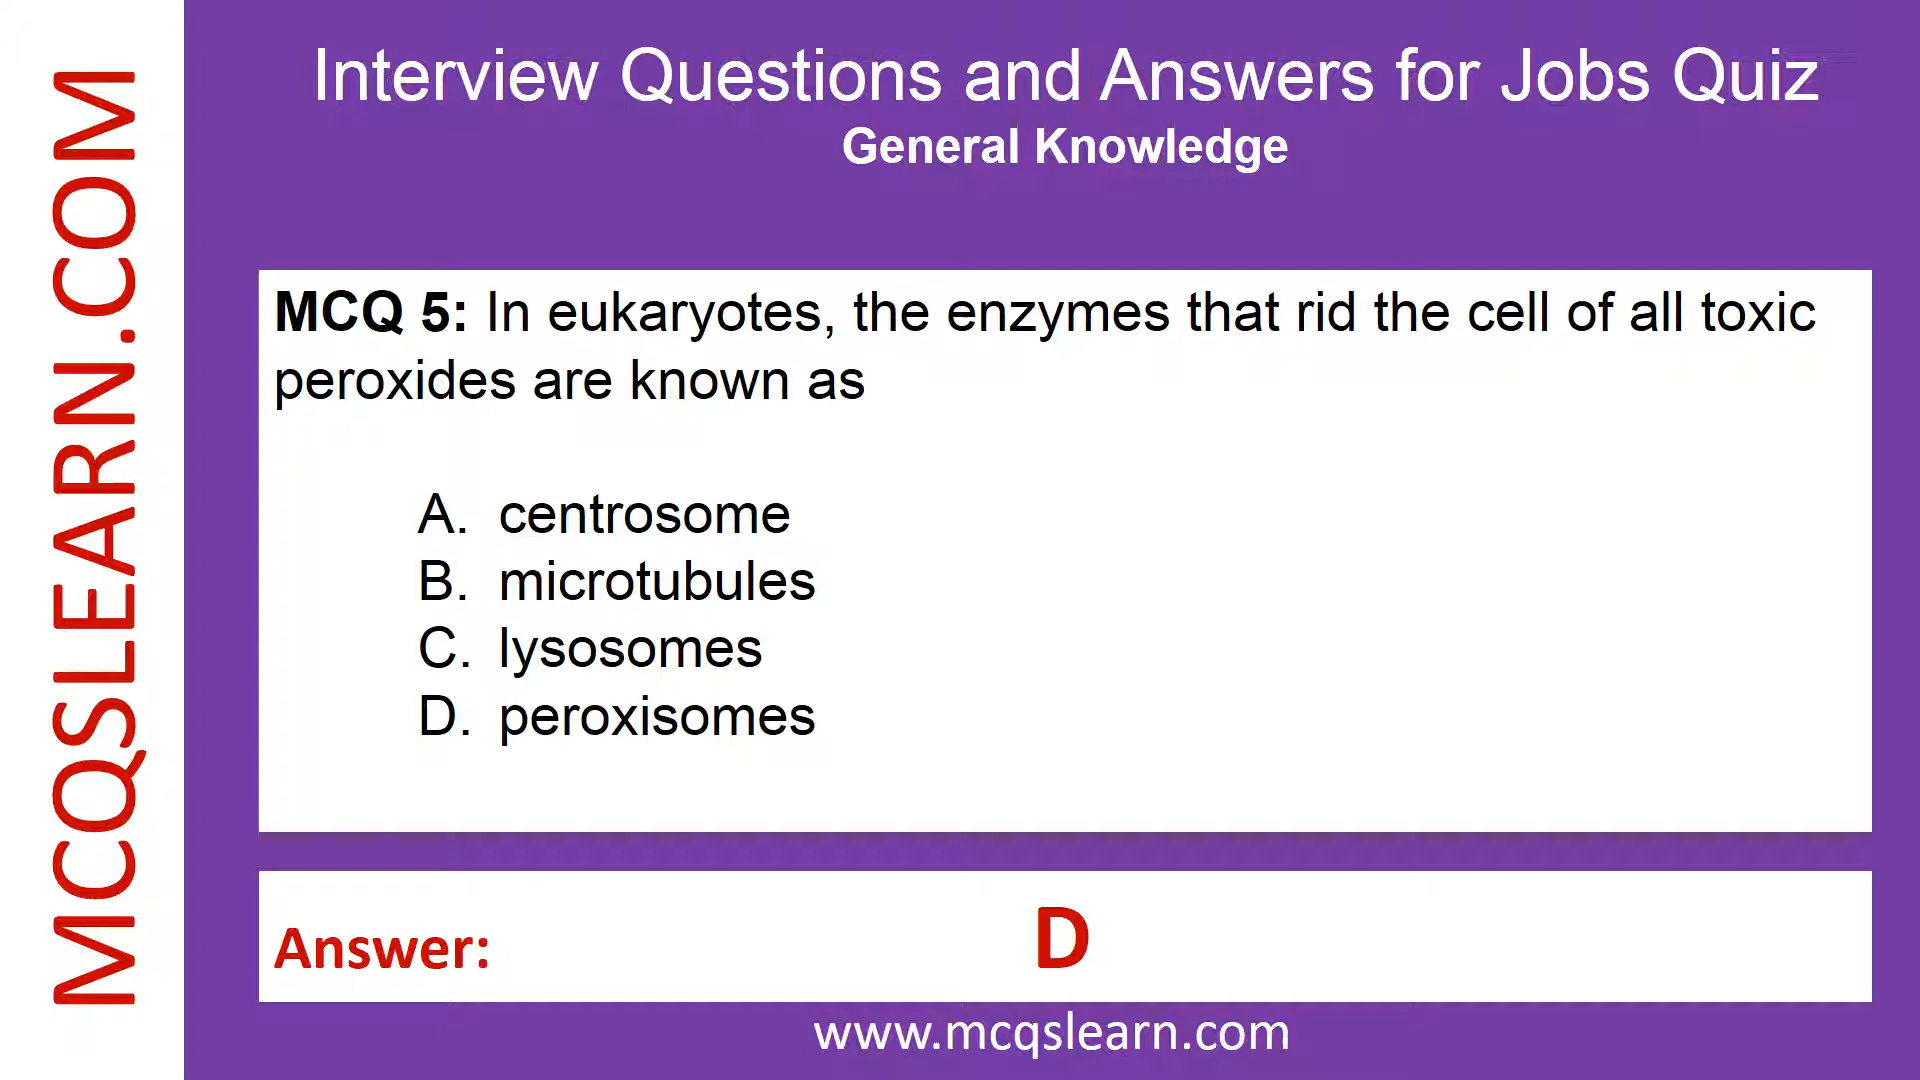 MCQSLEARN.COM
Interview Questions and Answers for Jobs Quiz
General Knowledge
MCQ 5: In eukaryotes, the enzymes that rid the cell of all toxic
peroxides are known as
A. centrosome
B. microtubules
C. lysosomes
D. peroxisomes
Answer: D
www.mcqslearn.com